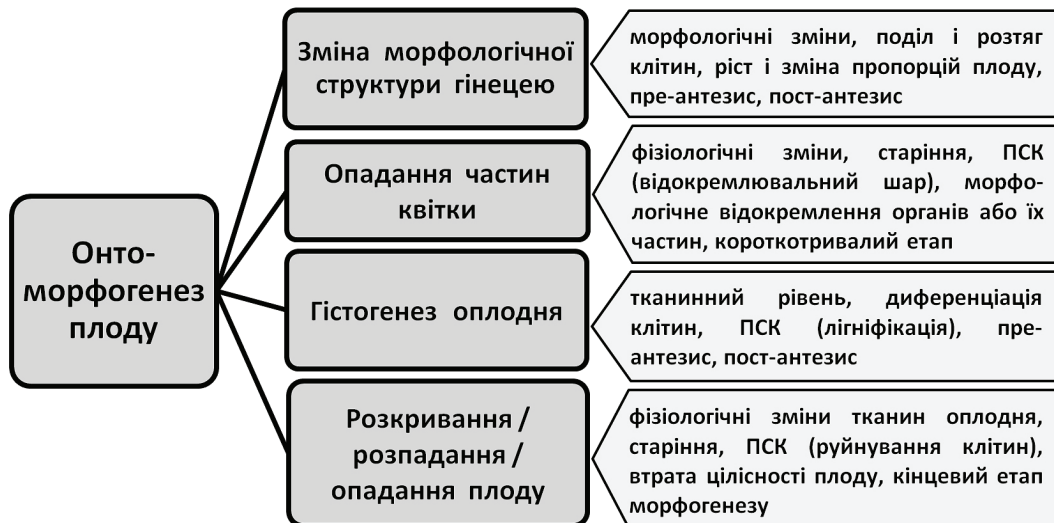 Онто-
морфогенез
плоду
Зміна морфологічної
структури гінецею
морфологічні зміни, поділ і розтяг
клітин, ріст і зміна пропорцій плоду,
пре-антезис, пост-антезис
Опадання частин
квітки
фізіологічні зміни, старіння, ПСК
(відокремлювальний шар), морфо-
логічне відокремлення органів або їх
частин, короткотривалий етап
Гістогенез оплодня
тканинний рівень, диференціація
клітин, ПСК (лігніфікація), пре-
антезис, пост-антезис
Розкривання /
розпадання /
опадання плоду
фізіологічні зміни тканин оплодня,
старіння, ПСК (руйнування клітин),
втрата цілісності плоду, кінцевий етап
морфогенезу